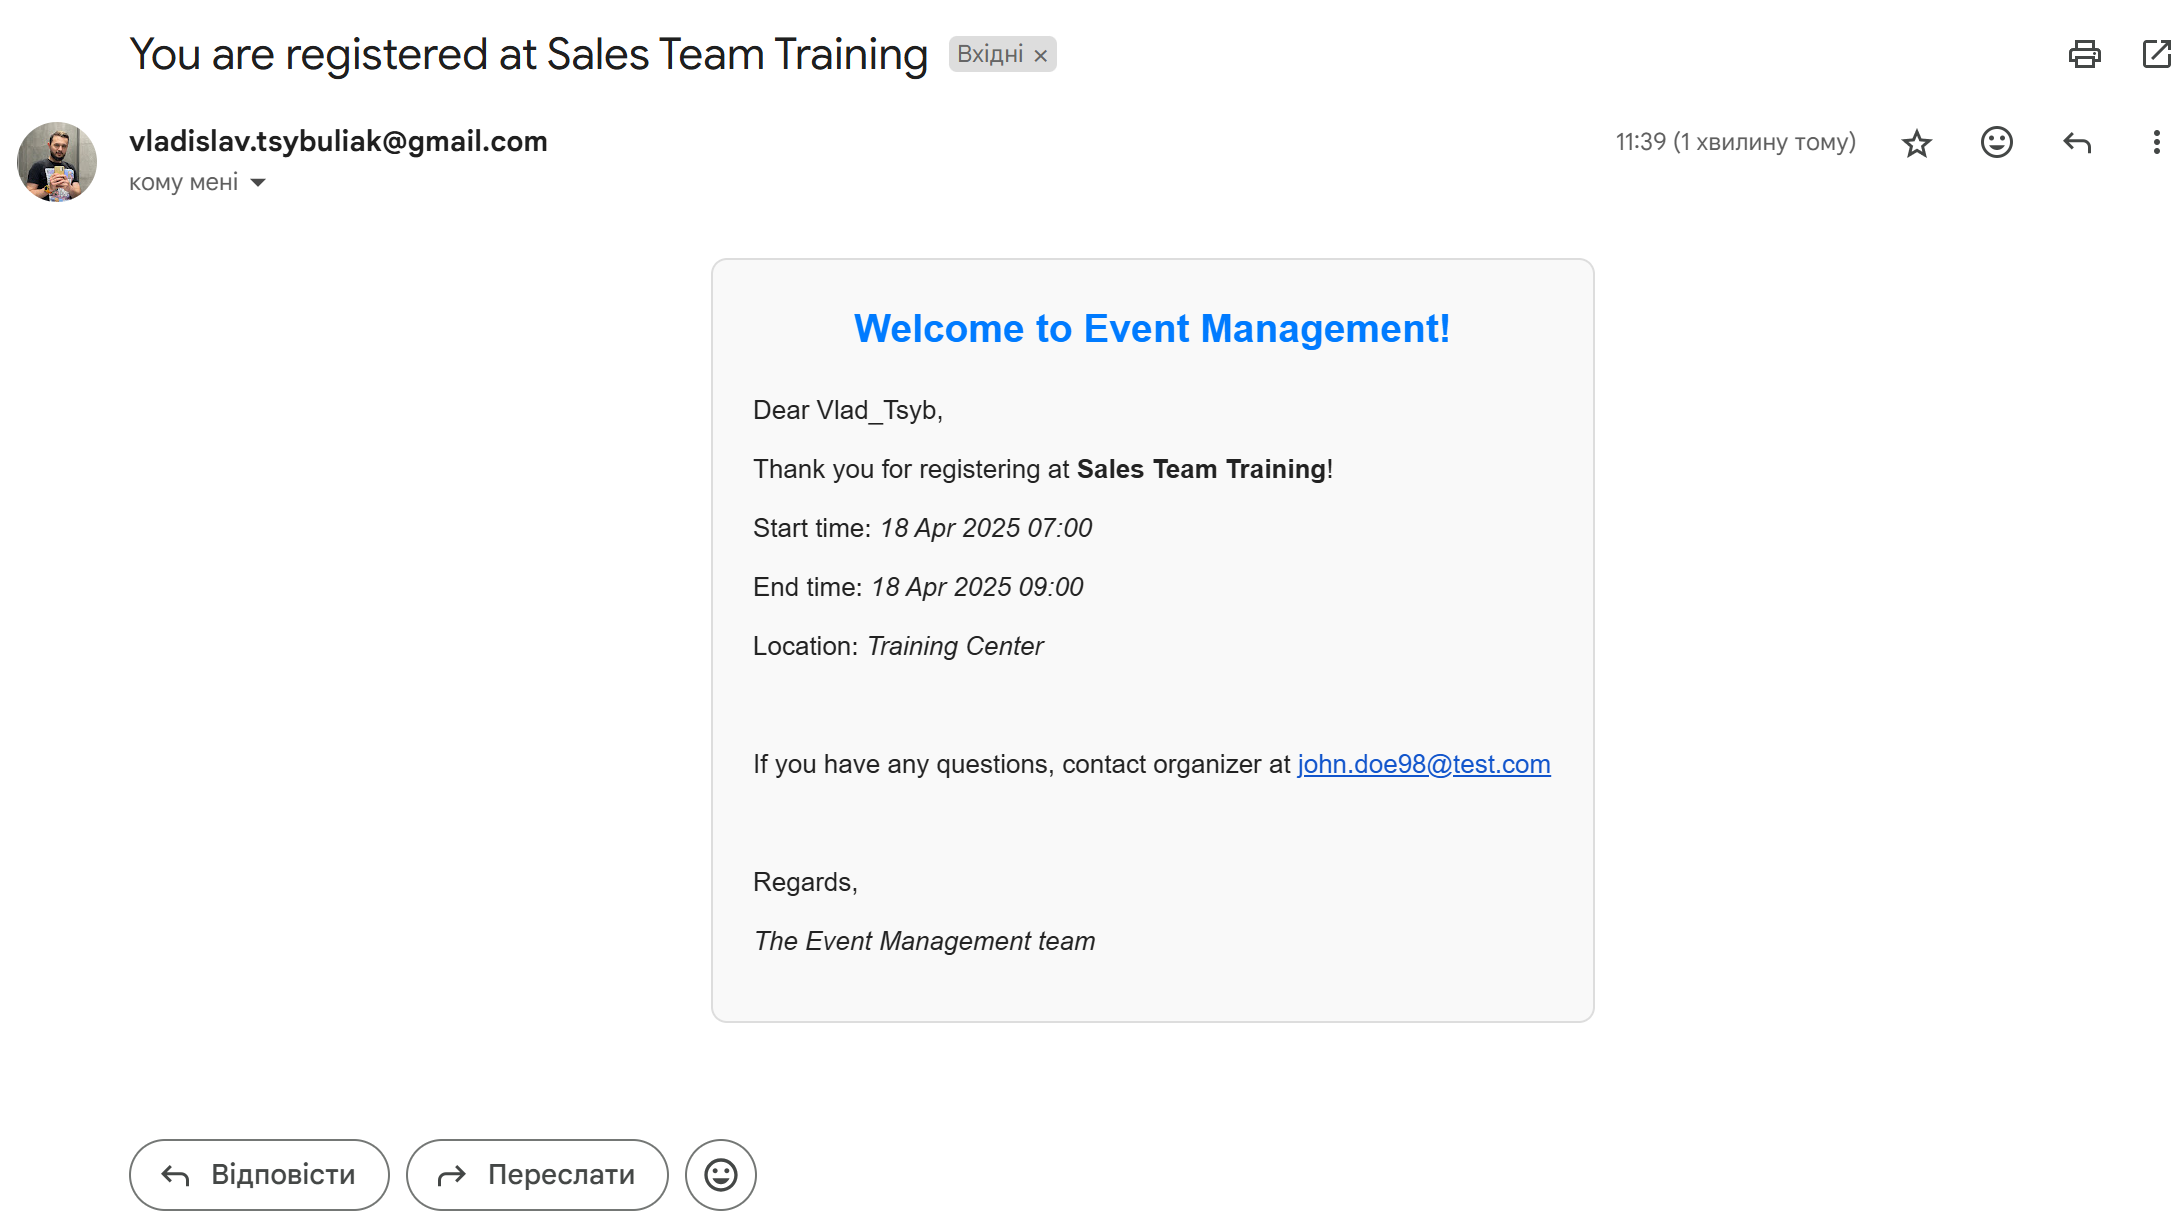 You are registered at Sales Team Training Вхідні ×
vladislav.tsybuliak@gmail.com 11:39 (1 хвилину тому)
кому мені
Welcome to Event Management!
Dear Vlad_Tsyb,
Thank you for registering at Sales Team Training!
Start time: 18 Apr 2025 07:00
End time: 18 Apr 2025 09:00
Location: Training Center
If you have any questions, contact organizer at john.doe98@test.com
Regards,
The Event Management team
Відповісти Переслати